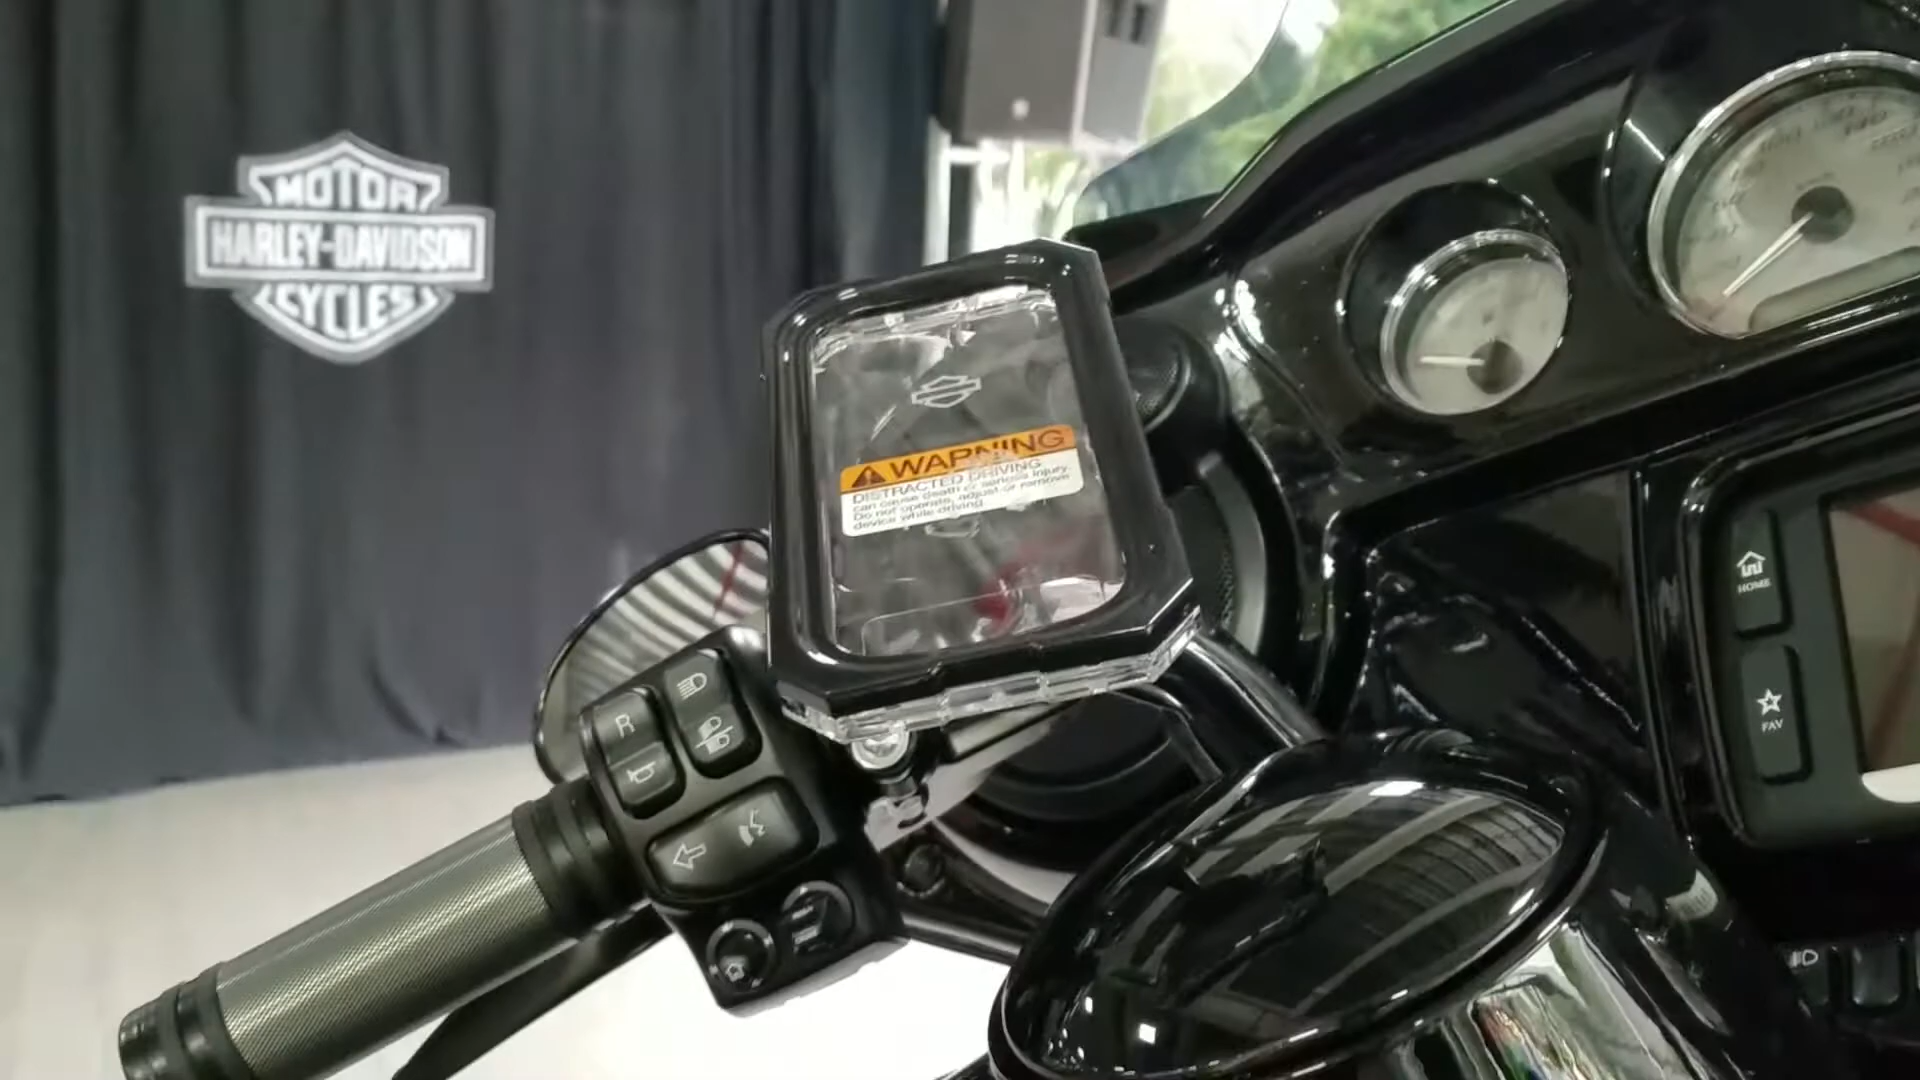 MOTOR
HARLEY-DAVIDSON
CYCLES
WARNING
DISTRACTED DRIVING
can cause death or serious injury.
Do not operate, adjust or remove
device while driving.
HOME
FAV
R